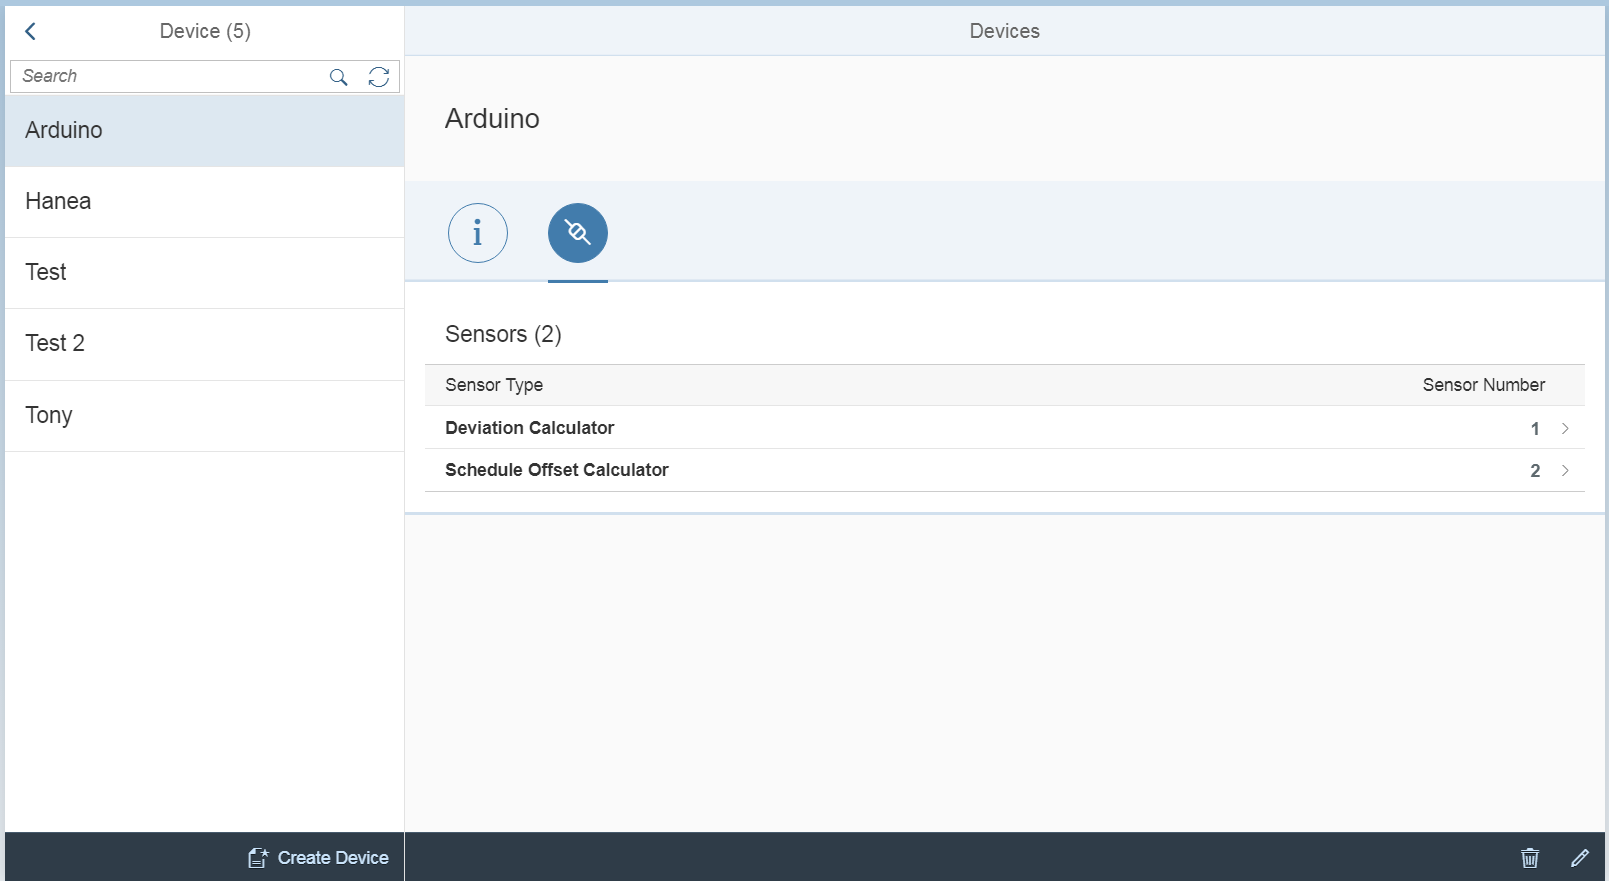 Device (5)
Search
Arduino
Hanea
Test
Test 2
Tony
Create Device
Devices
Arduino
Sensors (2)
Sensor Type Sensor Number
Deviation Calculator 1
Schedule Offset Calculator 2